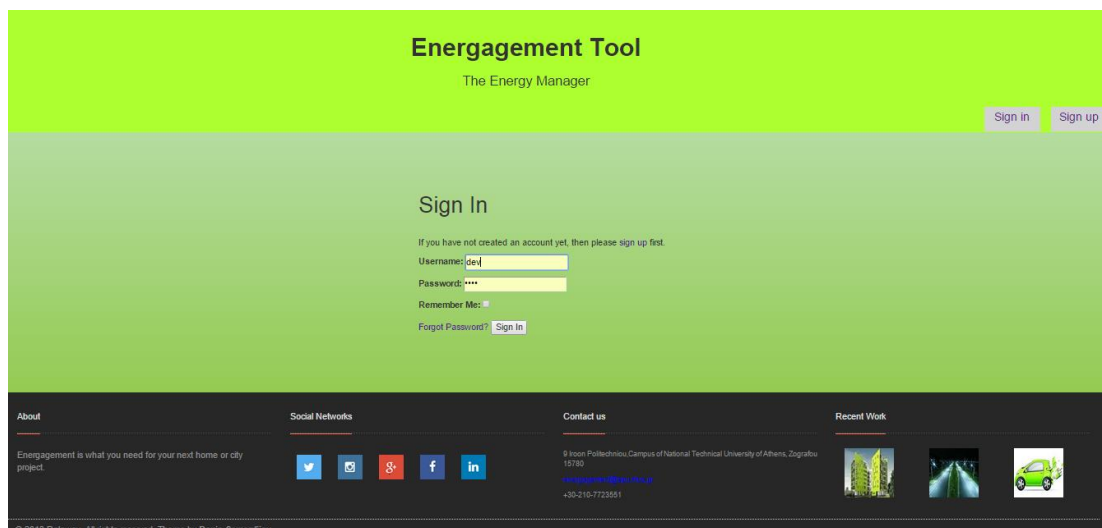 Energagement Tool
The Energy Manager
Sign in
Sign up
Sign In
If you have not created an account yet, then please sign up first.
Username: dev
Password: ••••
Remember Me:
Forgot Password? Sign In
About
Energagement is what you need for your next home or city
project.
Social Networks
Contact us
9 Iroon Politechniou,Campus of National Technical University of Athens, Zografou
15780
+30-210-7723551
Recent Work